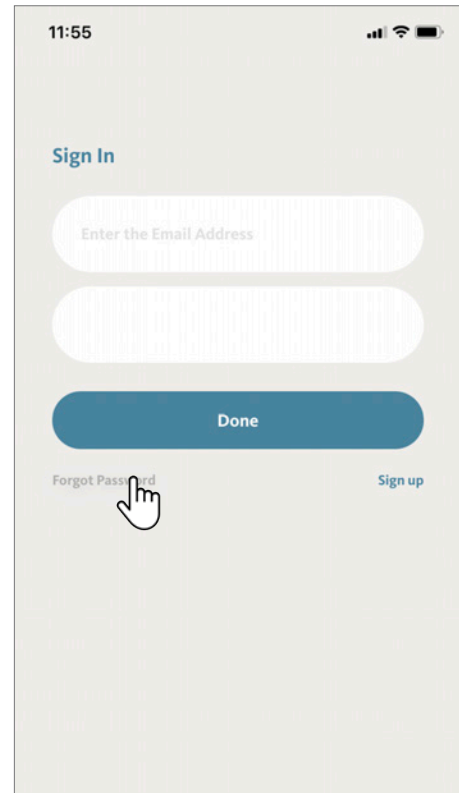 11:55
Sign In
Enter the Email Address
Done
Forgot Password
Sign up